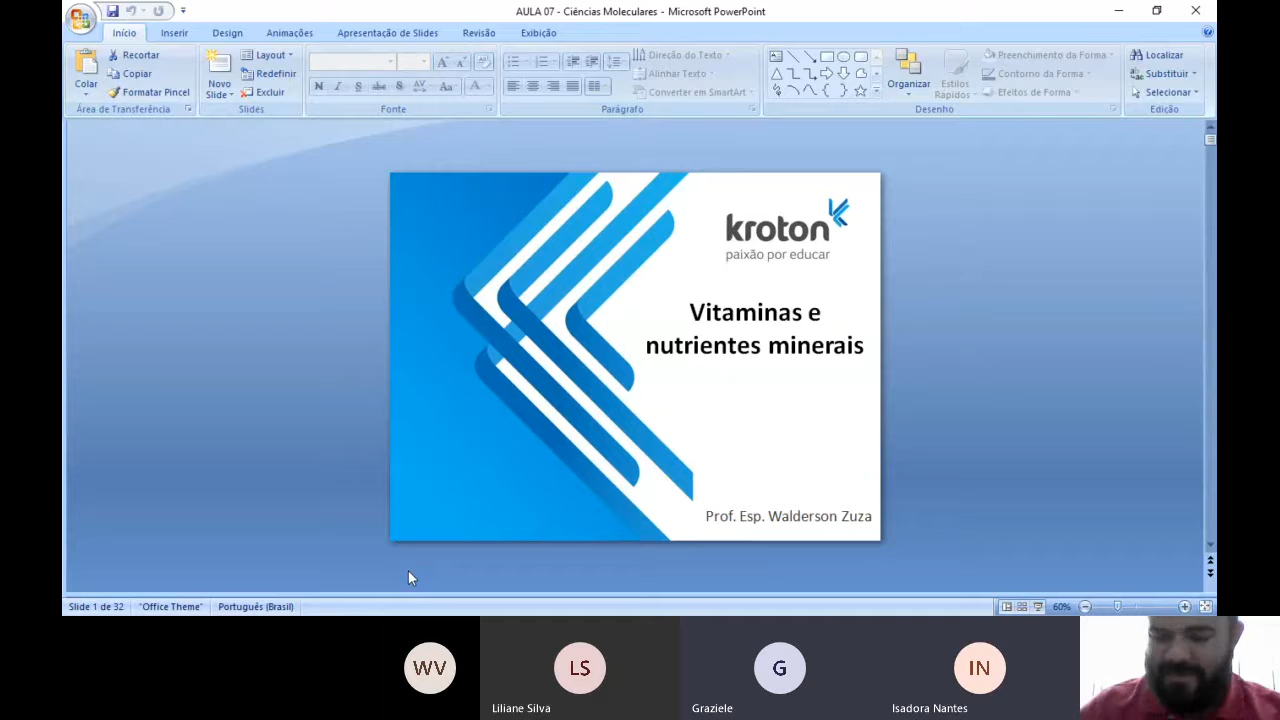 AULA 07 - Ciências Moleculares - Microsoft PowerPoint
Início Inserir Design Animações Apresentação de Slides Revisão Exibição
Colar
Recortar
Copiar
Formatar Pincel
Área de Transferência
Novo
Slide
Layout
Redefinir
Excluir
Slides
N I S abc S AV Aa A
Fonte
Direção do Texto
Alinhar Texto
Converter em SmartArt
Parágrafo
Organizar
Estilos
Rápidos
Preenchimento da Forma
Contorno da Forma
Efeitos de Forma
Desenho
Localizar
Substituir
Selecionar
Edição
kroton
paixão por educar
Vitaminas e
nutrientes minerais
Prof. Esp. Walderson Zuza
Slide 1 de 32 "Office Theme" Português (Brasil) 60%
WV LS G IN
Liliane Silva Graziele Isadora Nantes